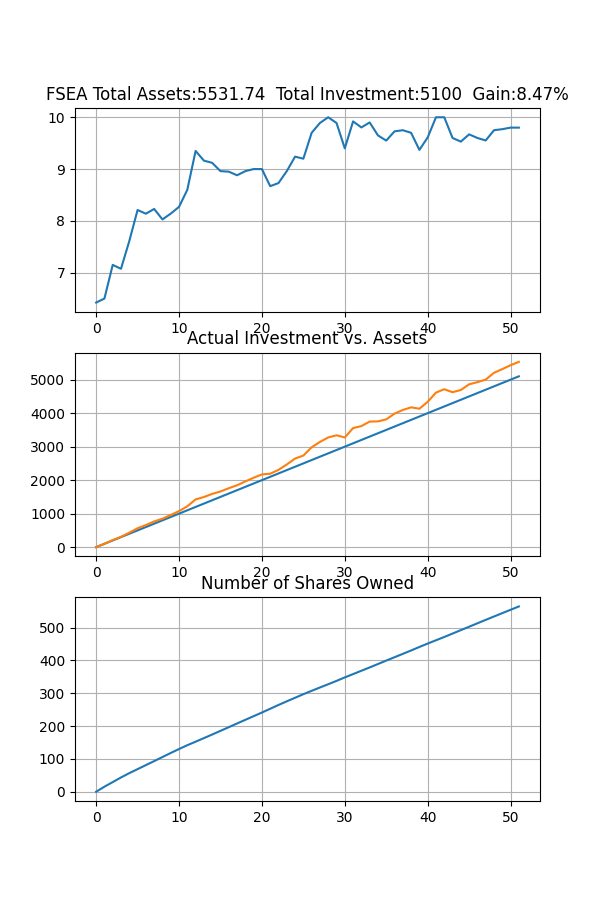 FSEA Total Assets:5531.74  Total Investment:5100  Gain:8.47%
10
9
8
7
0 10 20 30 40 50
Actual Investment vs. Assets
5000
4000
3000
2000
1000
0
0 10 20 30 40 50
Number of Shares Owned
500
400
300
200
100
0
0 10 20 30 40 50